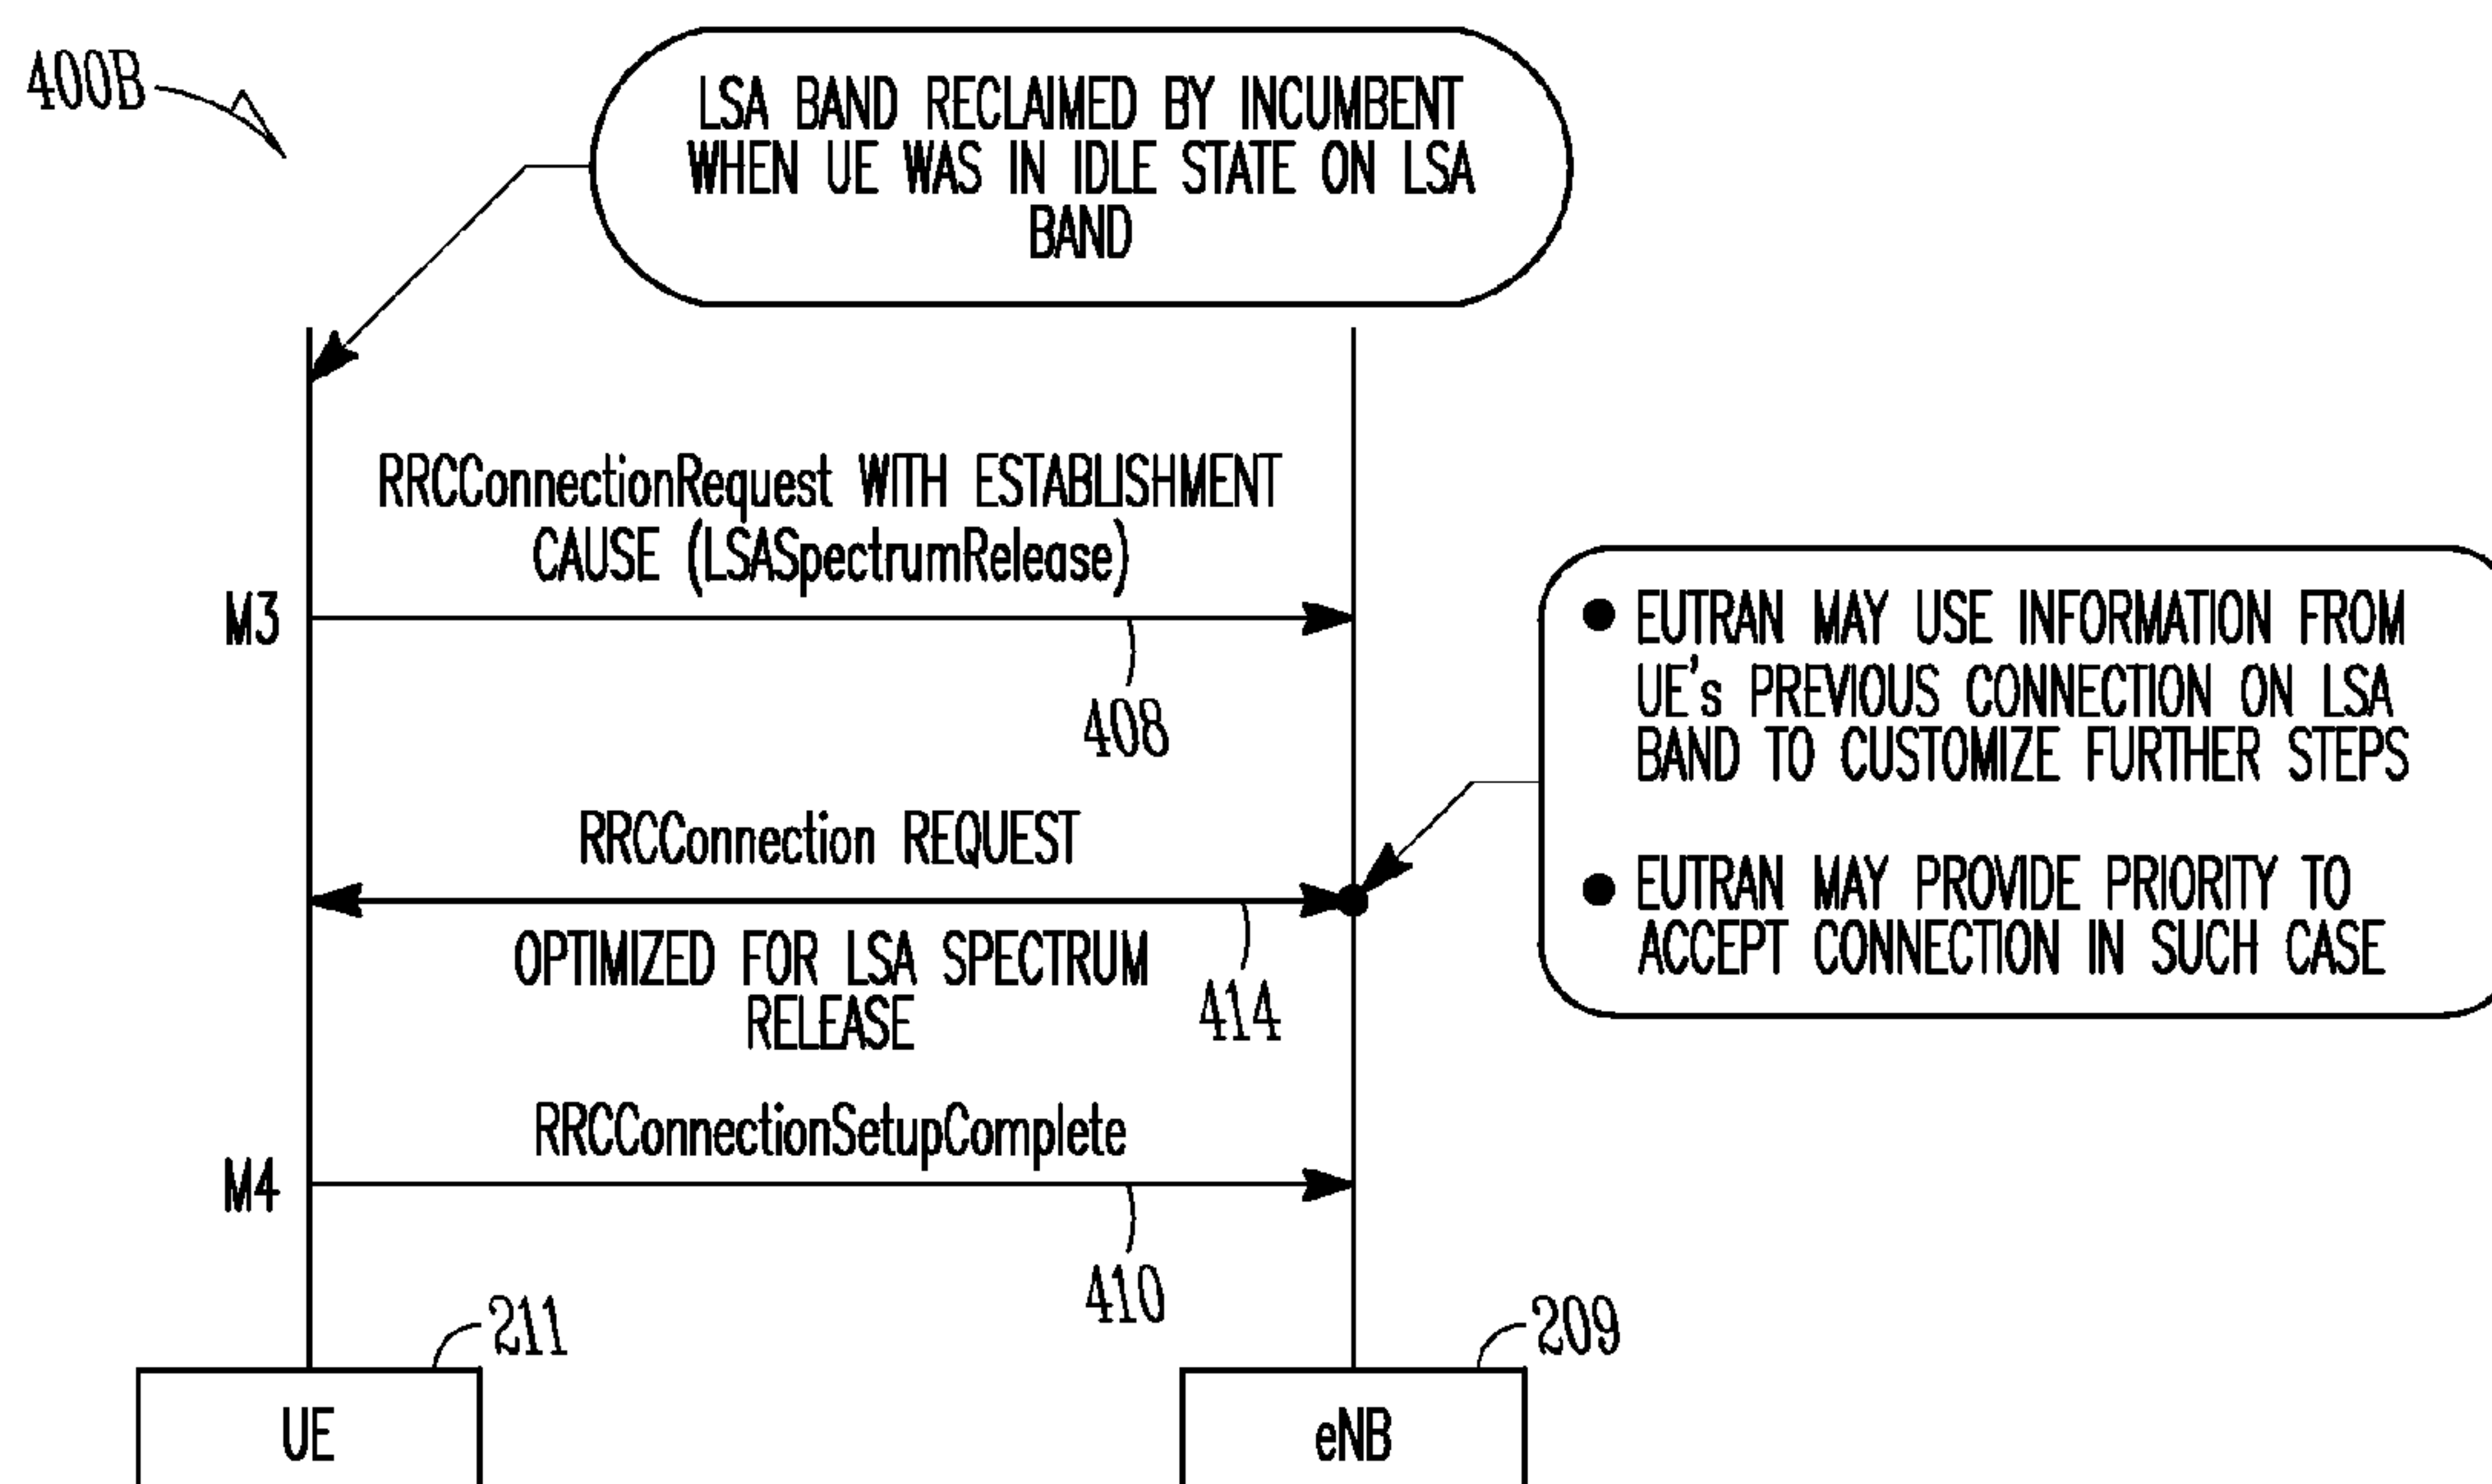 400B
LSA BAND RECLAIMED BY INCUMBENT
WHEN UE WAS IN IDLE STATE ON LSA
BAND
RRCConnectionRequest WITH ESTABLISHMENT
CAUSE (LSASpectrumRelease)
M3
408
● EUTRAN MAY USE INFORMATION FROM
UE's PREVIOUS CONNECTION ON LSA
BAND TO CUSTOMIZE FURTHER STEPS
● EUTRAN MAY PROVIDE PRIORITY TO
ACCEPT CONNECTION IN SUCH CASE
RRCConnection REQUEST
OPTIMIZED FOR LSA SPECTRUM
RELEASE
414
RRCConnectionSetupComplete
M4
410
211
209
UE
eNB